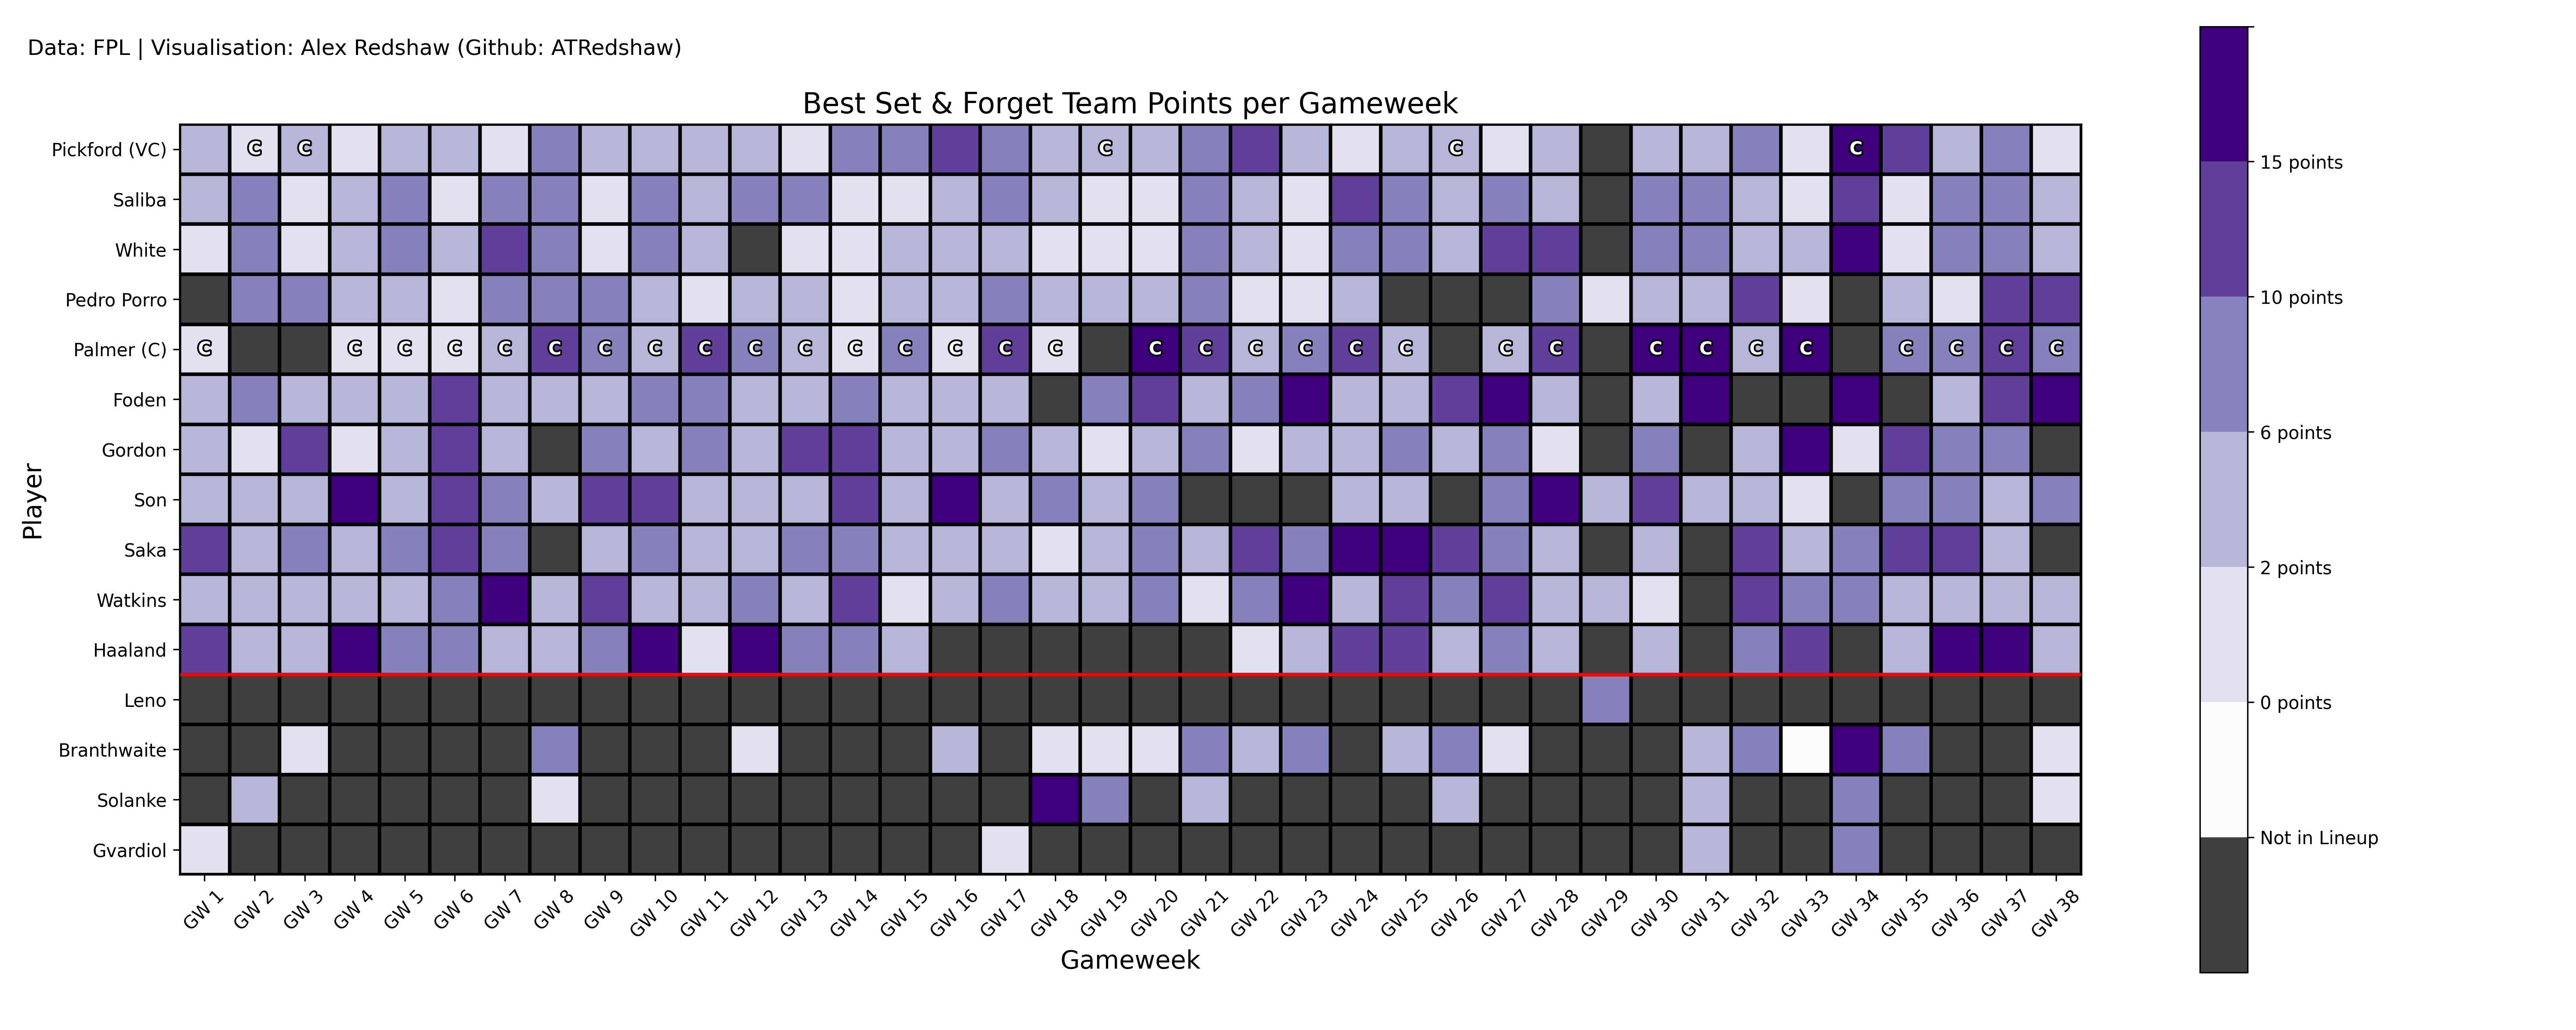 Data: FPL | Visualisation: Alex Redshaw (Github: ATRedshaw)
Best Set & Forget Team Points per Gameweek
Player
Pickford (VC) C C C C C
Saliba
White
Pedro Porro
Palmer (C) C C C C C C C C C C C C C C C C C C C C C C C C C C C C C C C C
Foden
Gordon
Son
Saka
Watkins
Haaland
Leno
Branthwaite
Solanke
Gvardiol
GW 1 GW 2 GW 3 GW 4 GW 5 GW 6 GW 7 GW 8 GW 9 GW 10 GW 11 GW 12 GW 13 GW 14 GW 15 GW 16 GW 17 GW 18 GW 19 GW 20 GW 21 GW 22 GW 23 GW 24 GW 25 GW 26 GW 27 GW 28 GW 29 GW 30 GW 31 GW 32 GW 33 GW 34 GW 35 GW 36 GW 37 GW 38
Gameweek
15 points
10 points
6 points
2 points
0 points
Not in Lineup